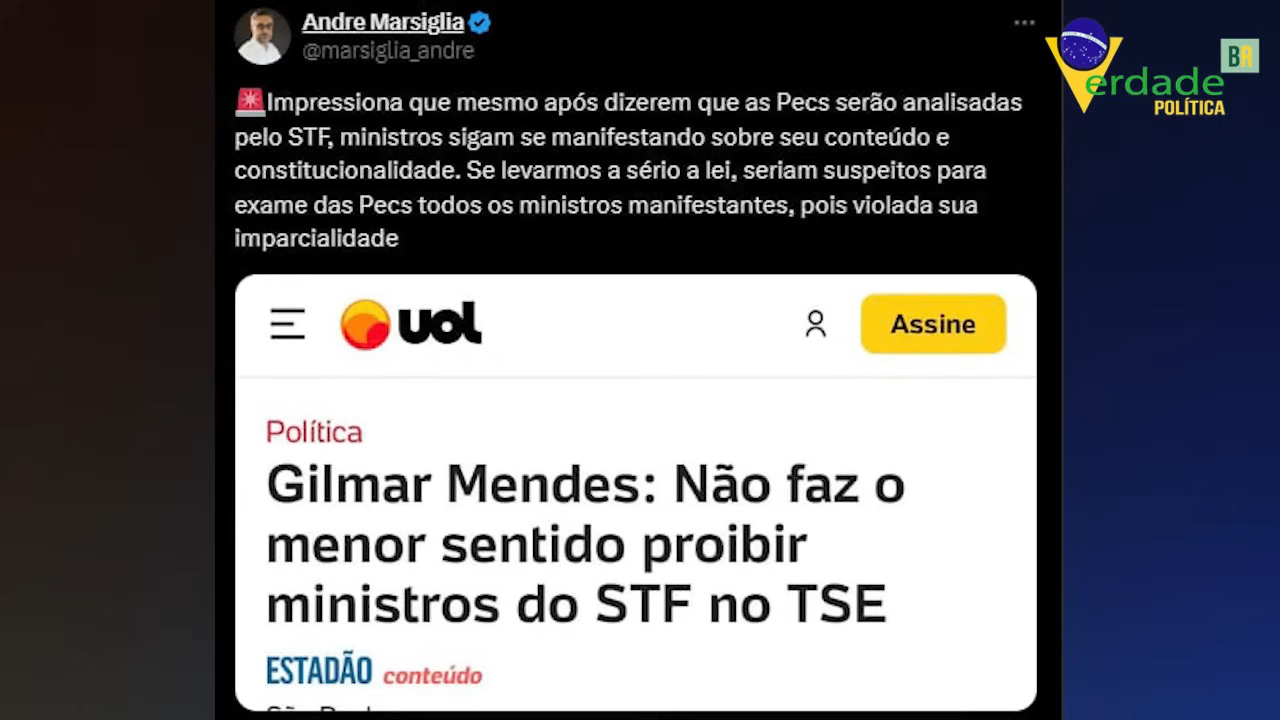 Andre Marsiglia
@marsiglia_andre
BR
Verdade
POLÍTICA
🚨Impressiona que mesmo após dizerem que as Pecs serão analisadas
pelo STF, ministros sigam se manifestando sobre seu conteúdo e
constitucionalidade. Se levarmos a sério a lei, seriam suspeitos para
exame das Pecs todos os ministros manifestantes, pois violada sua
imparcialidade
uol
Assine
Política
Gilmar Mendes: Não faz o
menor sentido proibir
ministros do STF no TSE
ESTADÃO conteúdo